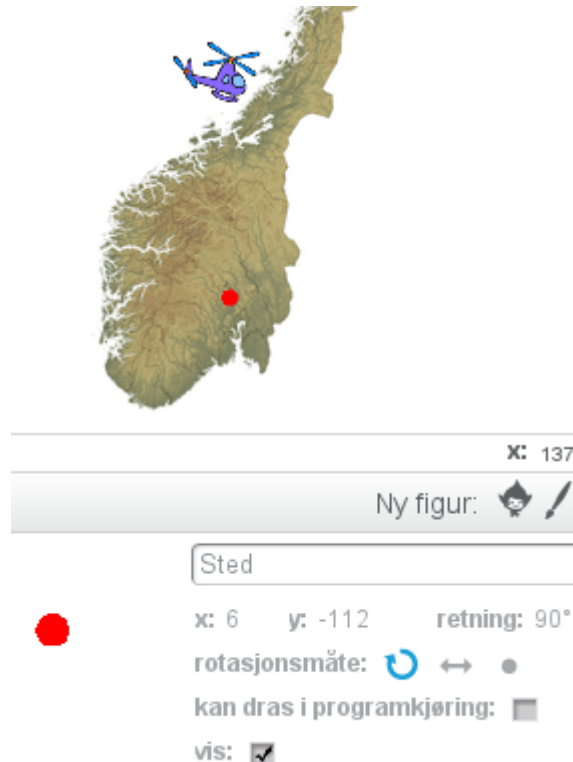 x: 137
Ny figur:
Sted
x: 6 y: -112 retning: 90°
rotasjonsmåte:
kan dras i programkjøring:
vis: